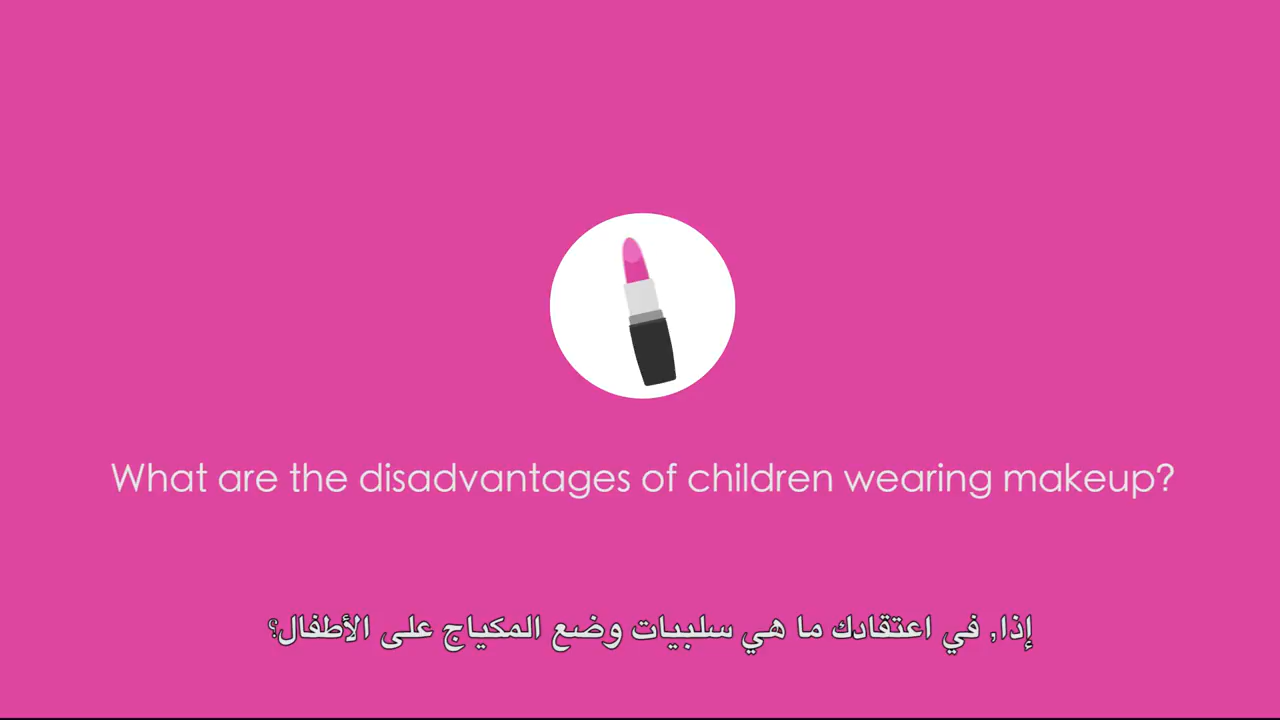 What are the disadvantages of children wearing makeup?
إذا, في اعتقادك ما هي سلبيات وضع المكياج على الأطفال؟